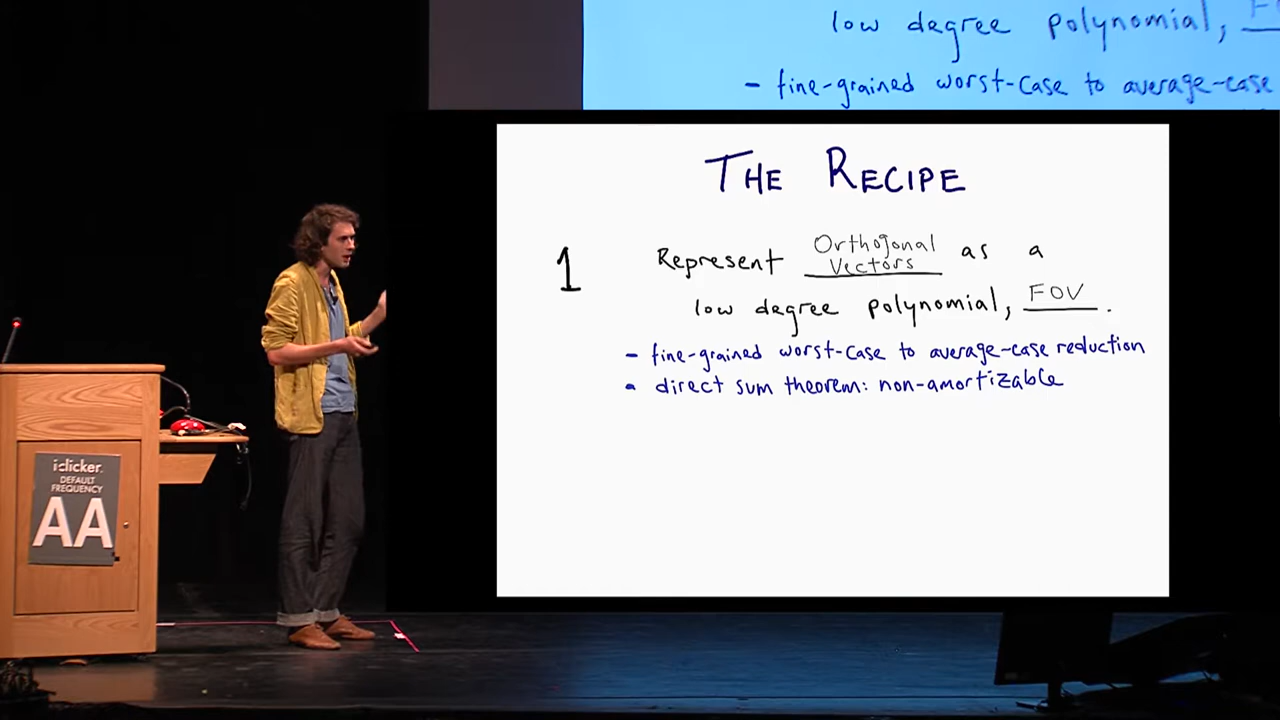 low degree polynomial,
- fine-grained worst-case to average-case
THE RECIPE
1 Represent Orthogonal Vectors as a
low degree polynomial, FOV.
- fine-grained worst-case to average-case reduction
- direct sum theorem: non-amortizable
iclicker.
DEFAULT
FREQUENCY
AA